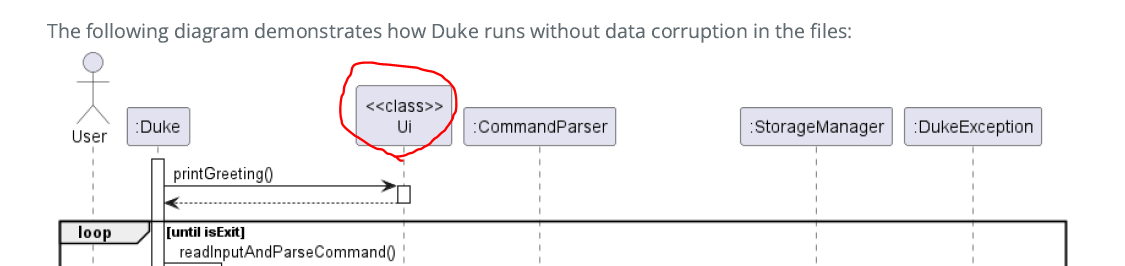 The following diagram demonstrates how Duke runs without data corruption in the files:
<<class>>
User :Duke Ui :CommandParser :StorageManager :DukeException
printGreeting()
loop [until isExit]
readInputAndParseCommand()